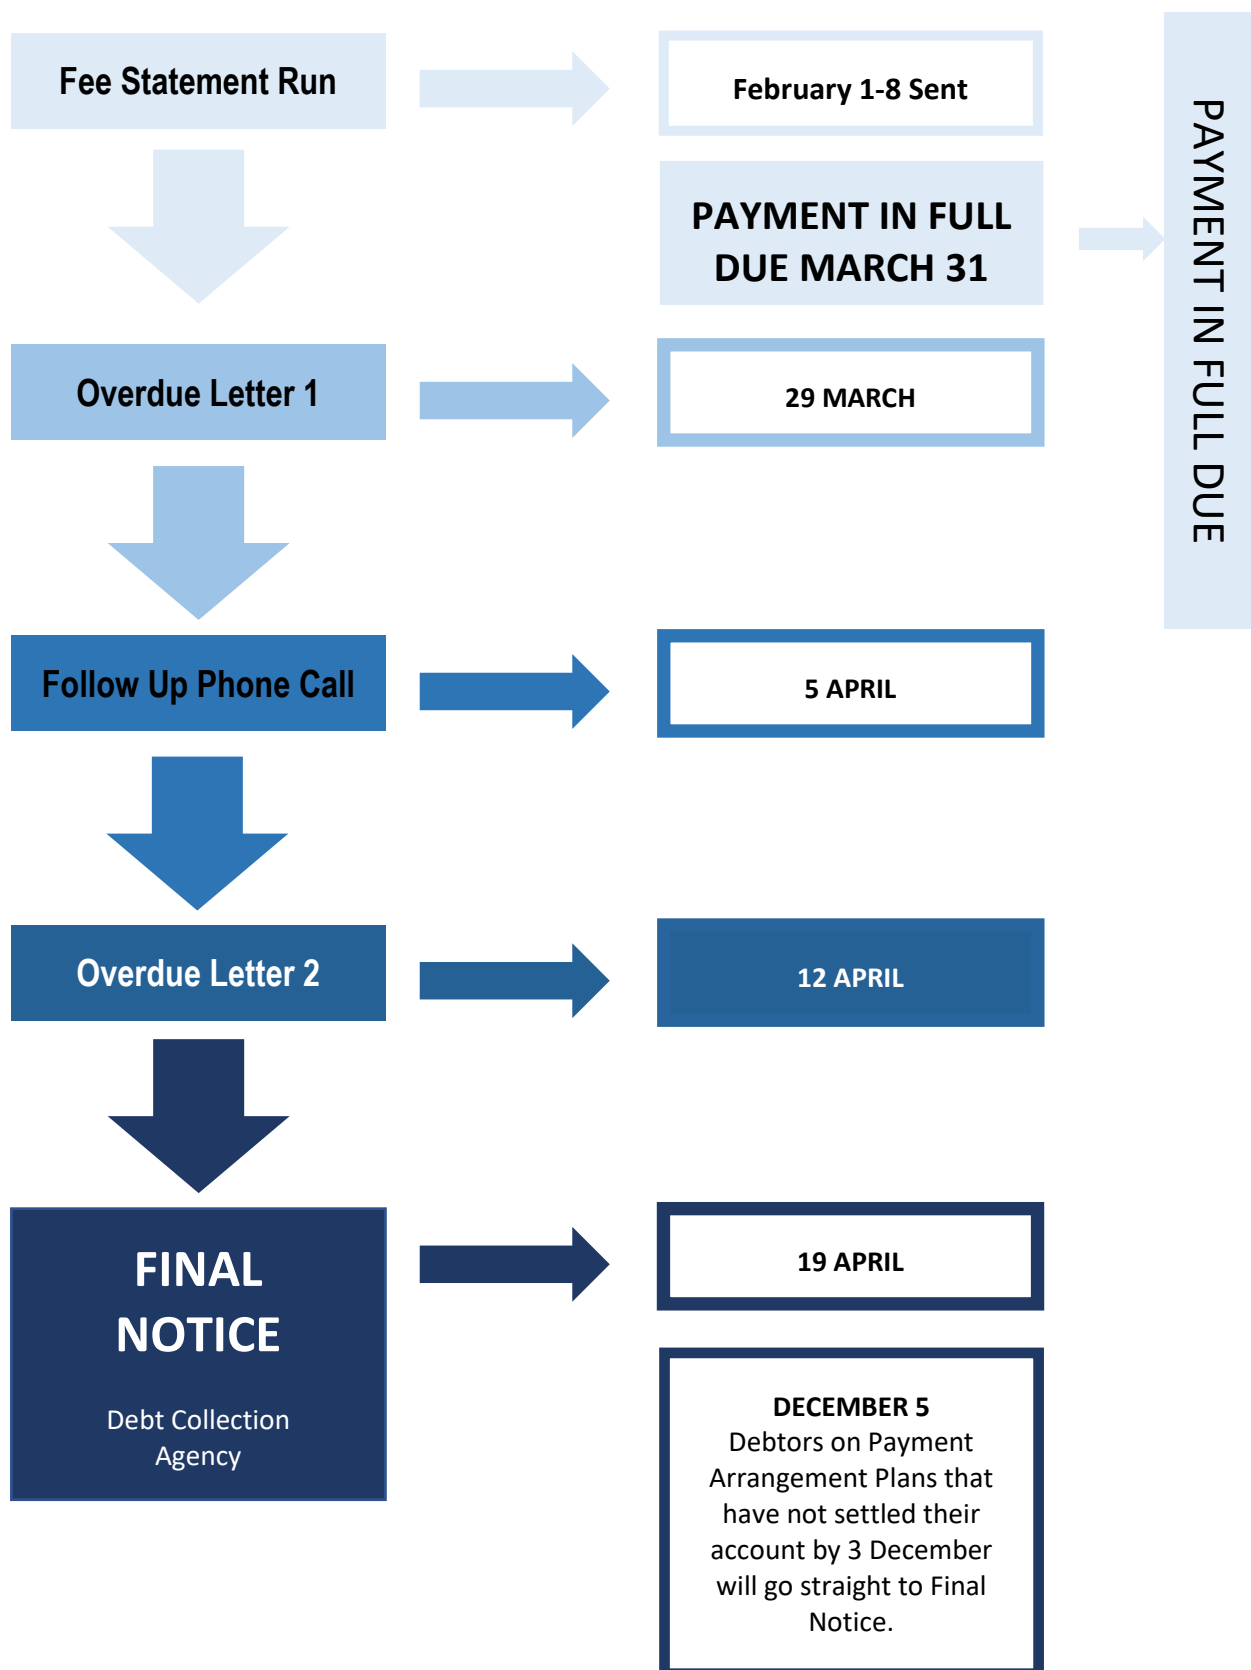 Fee Statement Run
February 1-8 Sent
PAYMENT IN FULL
DUE MARCH 31
PAYMENT IN FULL DUE
Overdue Letter 1
29 MARCH
Follow Up Phone Call
5 APRIL
Overdue Letter 2
12 APRIL
FINAL
NOTICE
Debt Collection
Agency
19 APRIL
DECEMBER 5
Debtors on Payment
Arrangement Plans that
have not settled their
account by 3 December
will go straight to Final
Notice.